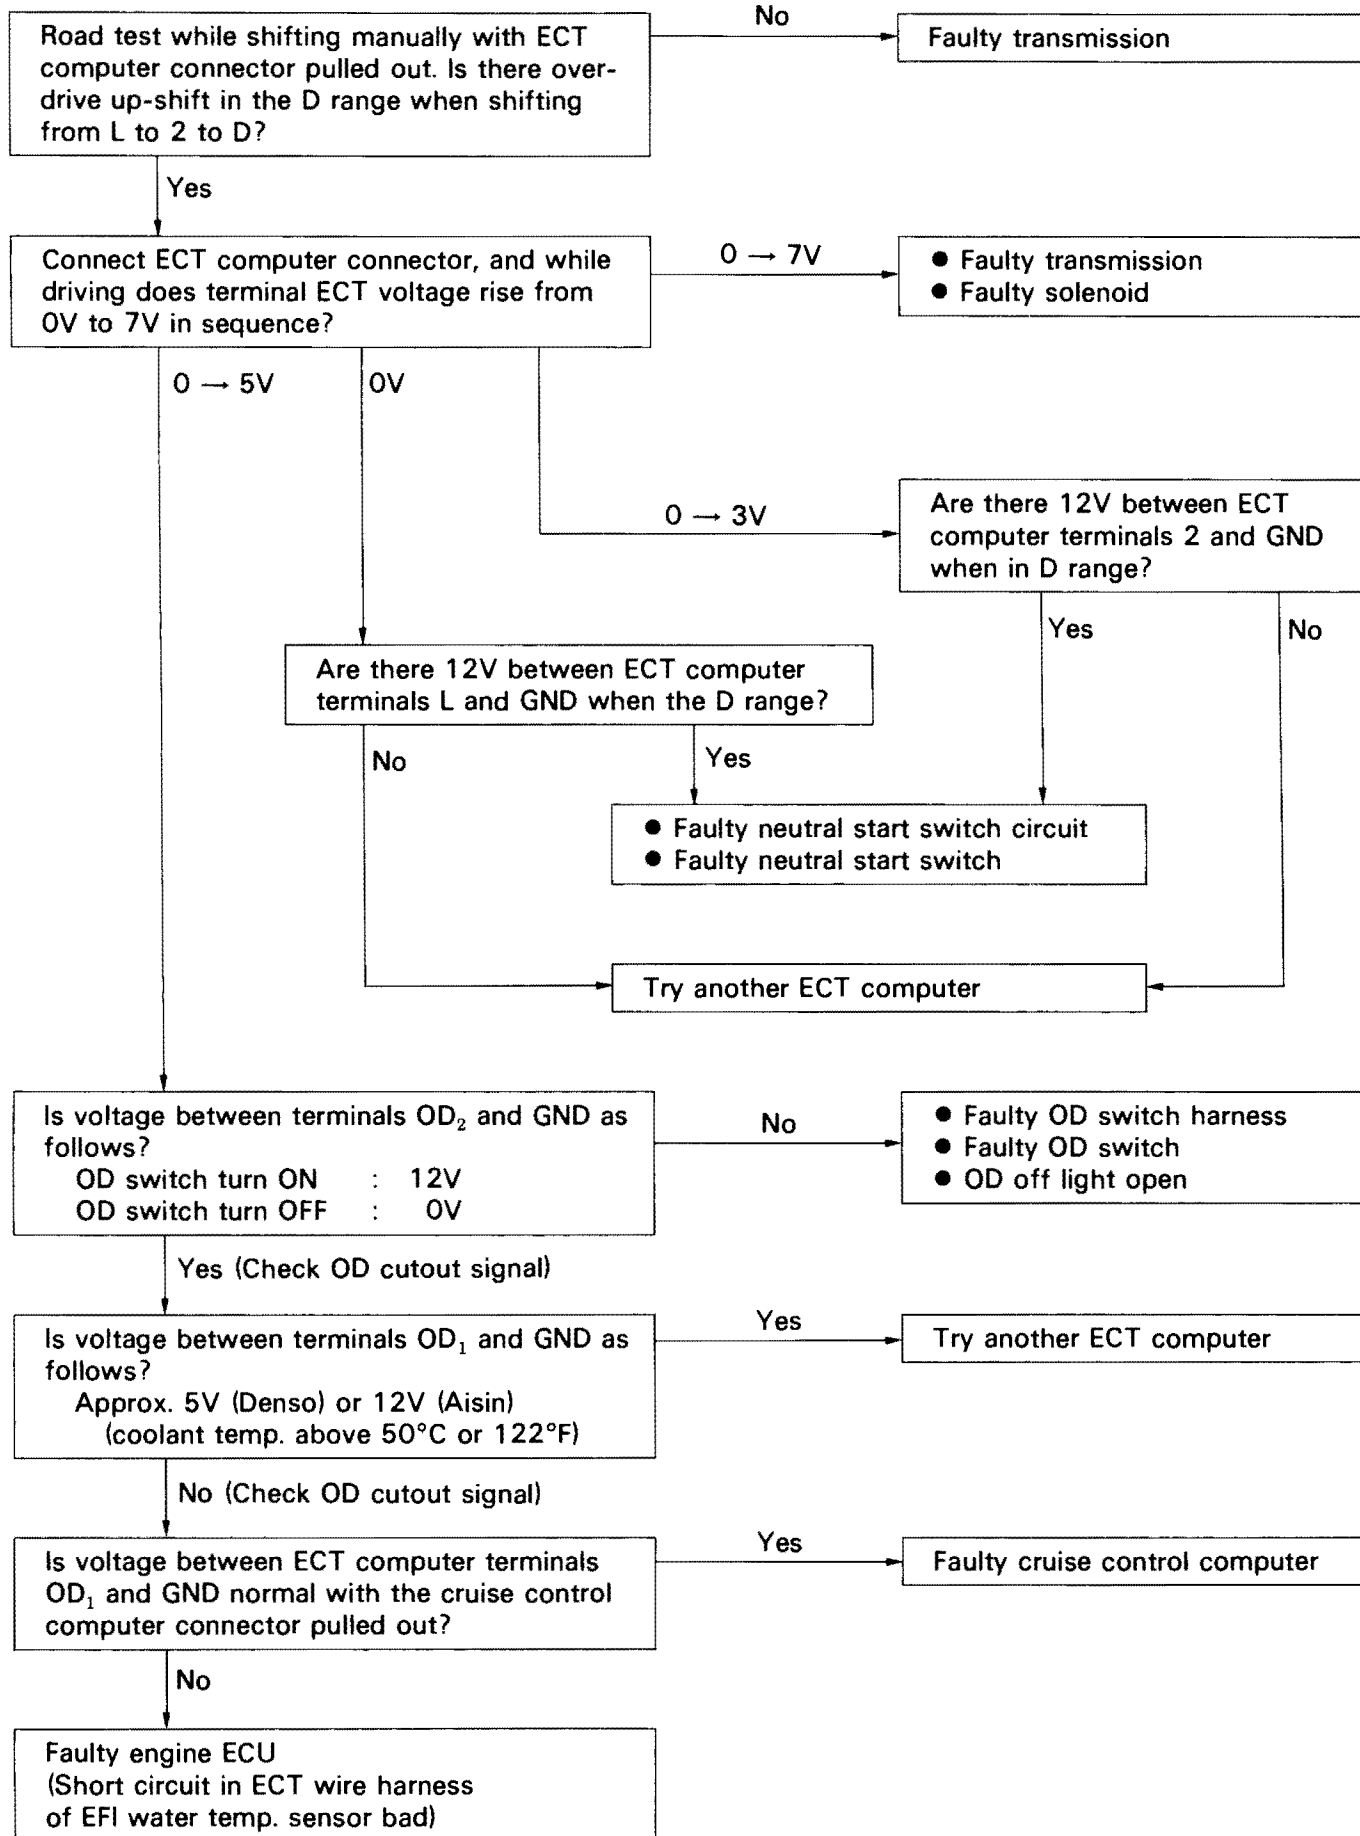 Road test while shifting manually with ECT
computer connector pulled out. Is there over-
drive up-shift in the D range when shifting
from L to 2 to D?
No
Faulty transmission
Yes
Connect ECT computer connector, and while
driving does terminal ECT voltage rise from
0V to 7V in sequence?
0 → 7V
● Faulty transmission
● Faulty solenoid
0 → 5V
0V
0 → 3V
Are there 12V between ECT
computer terminals 2 and GND
when in D range?
Yes
No
Are there 12V between ECT computer
terminals L and GND when the D range?
No
Yes
● Faulty neutral start switch circuit
● Faulty neutral start switch
Try another ECT computer
Is voltage between terminals OD₂ and GND as
follows?
OD switch turn ON : 12V
OD switch turn OFF : 0V
No
● Faulty OD switch harness
● Faulty OD switch
● OD off light open
Yes (Check OD cutout signal)
Is voltage between terminals OD₁ and GND as
follows?
Approx. 5V (Denso) or 12V (Aisin)
(coolant temp. above 50°C or 122°F)
Yes
Try another ECT computer
No (Check OD cutout signal)
Is voltage between ECT computer terminals
OD₁ and GND normal with the cruise control
computer connector pulled out?
Yes
Faulty cruise control computer
No
Faulty engine ECU
(Short circuit in ECT wire harness
of EFI water temp. sensor bad)